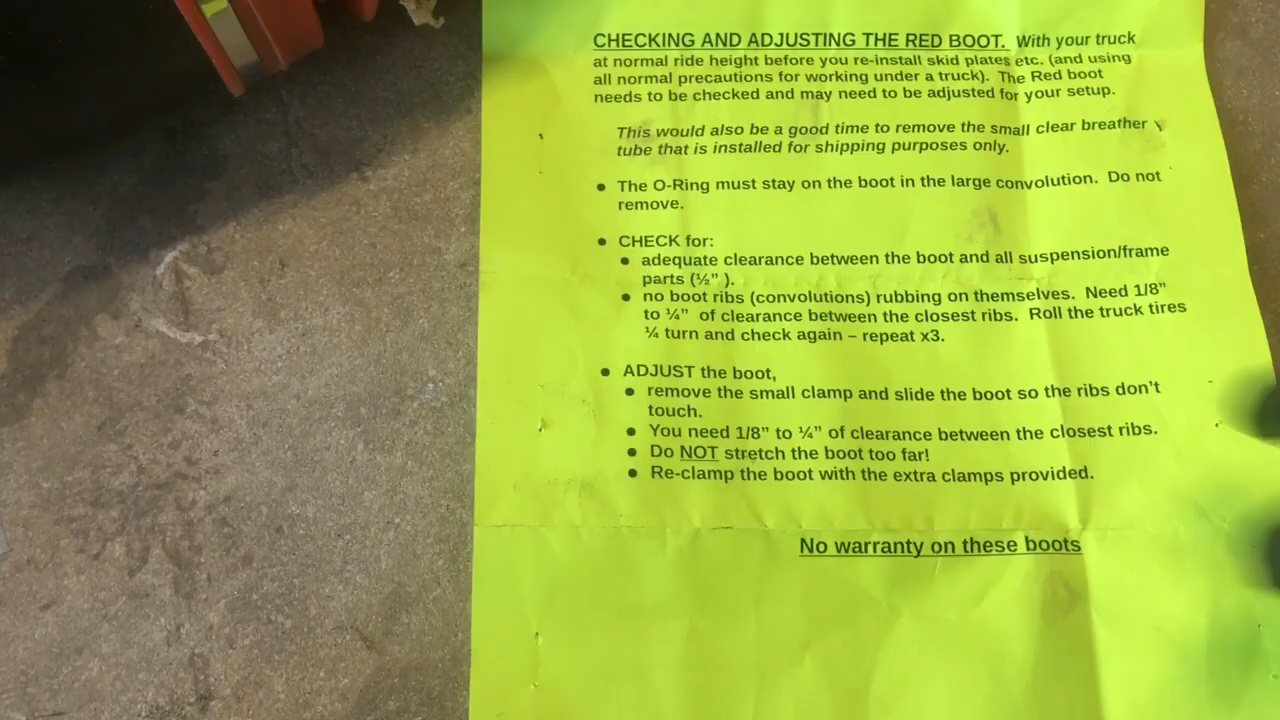 CHECKING AND ADJUSTING THE RED BOOT. With your truck
at normal ride height before you re-install skid plates etc. (and using
all normal precautions for working under a truck). The Red boot
needs to be checked and may need to be adjusted for your setup.
This would also be a good time to remove the small clear breather
tube that is installed for shipping purposes only.
● The O-Ring must stay on the boot in the large convolution. Do not
remove.
● CHECK for:
● adequate clearance between the boot and all suspension/frame
parts (½” ).
● no boot ribs (convolutions) rubbing on themselves. Need 1/8”
to ¼” of clearance between the closest ribs. Roll the truck tires
¼ turn and check again – repeat x3.
● ADJUST the boot,
● remove the small clamp and slide the boot so the ribs don’t
touch.
● You need 1/8” to ¼” of clearance between the closest ribs.
● Do NOT stretch the boot too far!
● Re-clamp the boot with the extra clamps provided.
No warranty on these boots